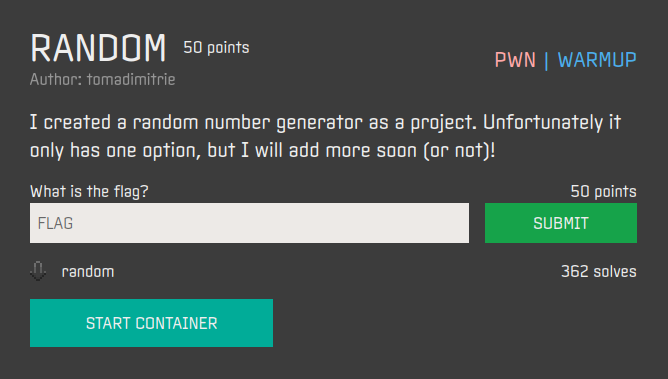 RANDOM 50 points
PWN | WARMUP
Author: tomadimitrie
I created a random number generator as a project. Unfortunately it
only has one option, but I will add more soon (or not)!
What is the flag? 50 points
FLAG SUBMIT
random 362 solves
START CONTAINER